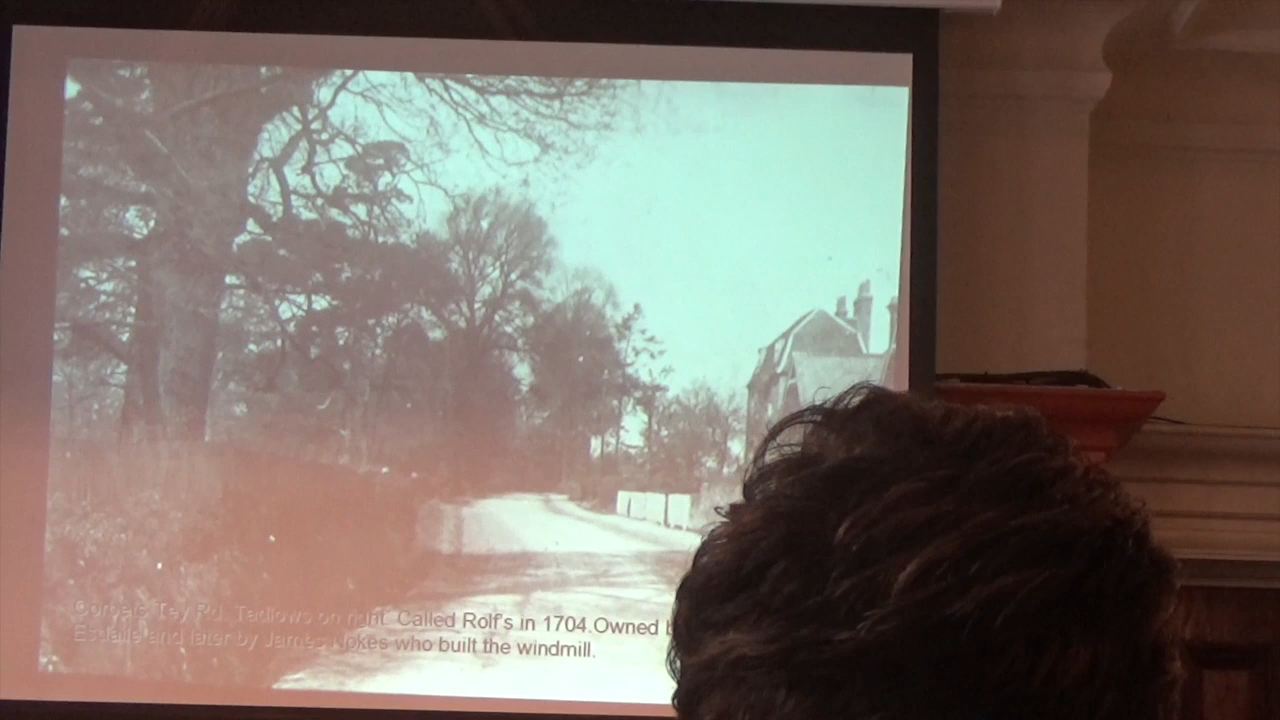 Corbets Tey Rd. Tadlows on right. Called Rolf's in 1704.Owned
Esdaile and later by James Nokes who built the windmill.